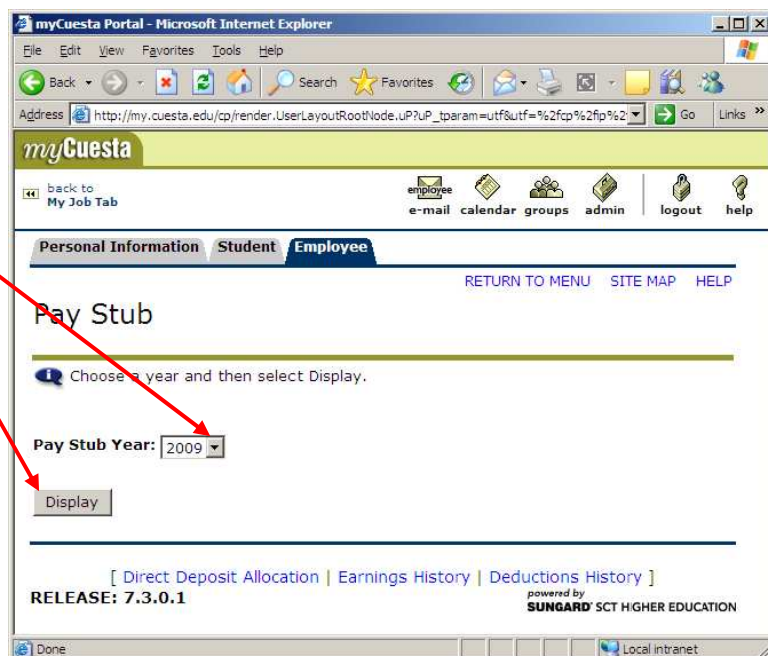 myCuesta Portal - Microsoft Internet Explorer
File Edit View Favorites Tools Help
Back Search Favorites
Address http://my.cuesta.edu/cp/render.UserLayoutRootNode.uP?uP_tparam=utf&utf=%2fcp%2fip%2 Go Links »
myCuesta
back to
My Job Tab
employee
e-mail calendar groups admin logout help
Personal Information Student Employee
RETURN TO MENU SITE MAP HELP
Pay Stub
Choose a year and then select Display.
Pay Stub Year: 2009
Display
[ Direct Deposit Allocation | Earnings History | Deductions History ]
RELEASE: 7.3.0.1
powered by
SUNGARD' SCT HIGHER EDUCATION
Done Local intranet